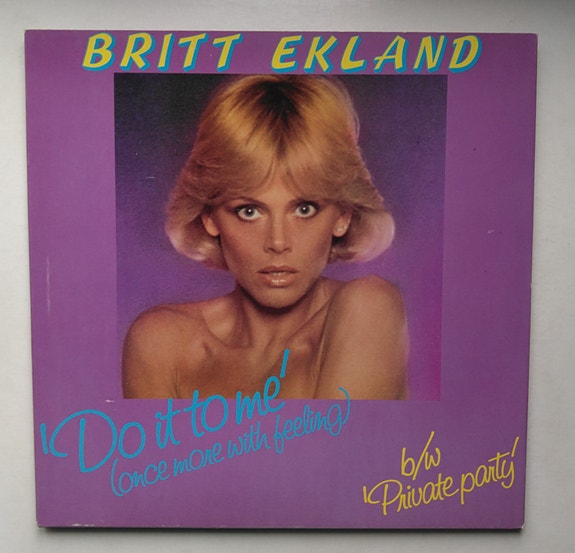 BRITT EKLAND
'Do it to me'
(once more with feeling)
b/w
'Private party'